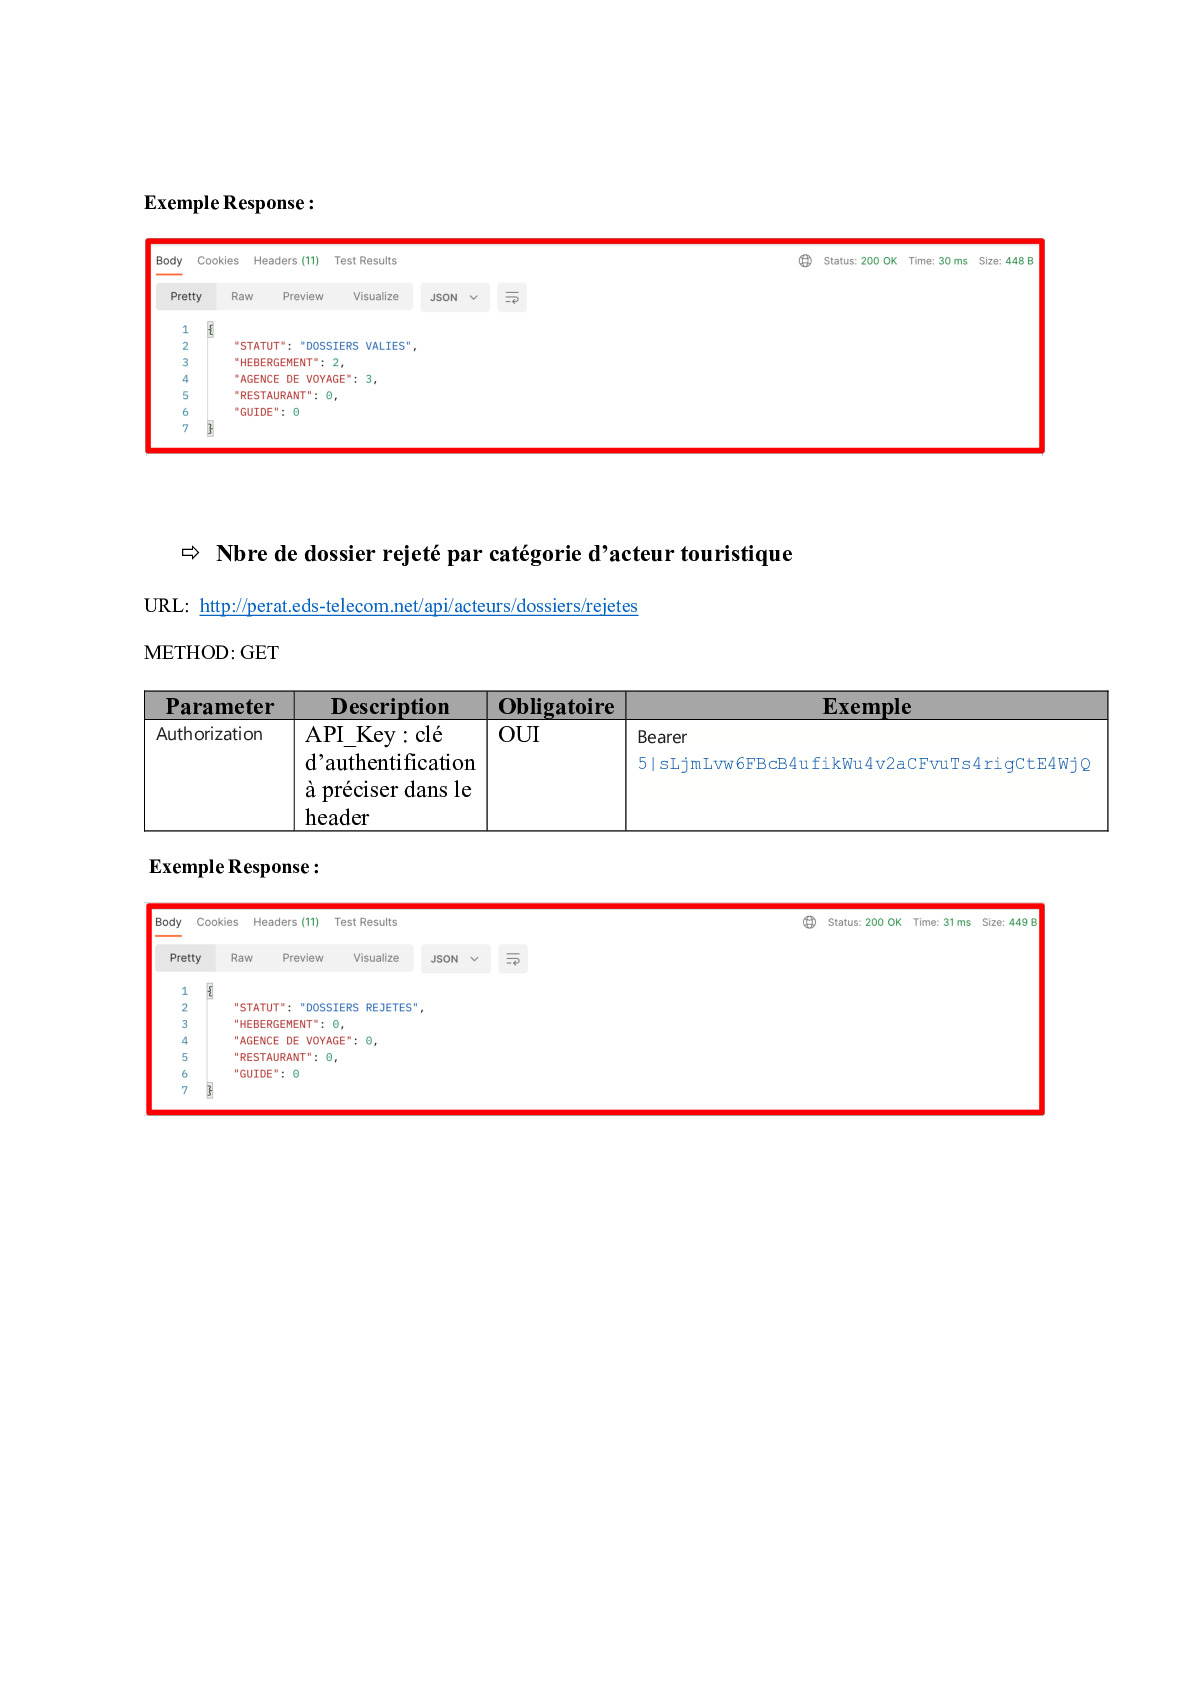 Exemple Response :
Body Cookies Headers (11) Test Results Status: 200 OK Time: 30 ms Size: 448 B
Pretty Raw Preview Visualize JSON
1 {
2 "STATUT": "DOSSIERS VALIES",
3 "HEBERGEMENT": 2,
4 "AGENCE DE VOYAGE": 3,
5 "RESTAURANT": 0,
6 "GUIDE": 0
7 }
⇨ Nbre de dossier rejeté par catégorie d’acteur touristique
URL: http://perat.eds-telecom.net/api/acteurs/dossiers/rejetes
METHOD: GET
Parameter Description Obligatoire Exemple
Authorization API_Key : clé OUI Bearer
d’authentification 5|sLjmLvw6FBcB4ufikWu4v2aCFvuTs4rigCtE4WjQ
à préciser dans le
header
Exemple Response :
Body Cookies Headers (11) Test Results Status: 200 OK Time: 31 ms Size: 449 B
Pretty Raw Preview Visualize JSON
1 {
2 "STATUT": "DOSSIERS REJETES",
3 "HEBERGEMENT": 0,
4 "AGENCE DE VOYAGE": 0,
5 "RESTAURANT": 0,
6 "GUIDE": 0
7 }